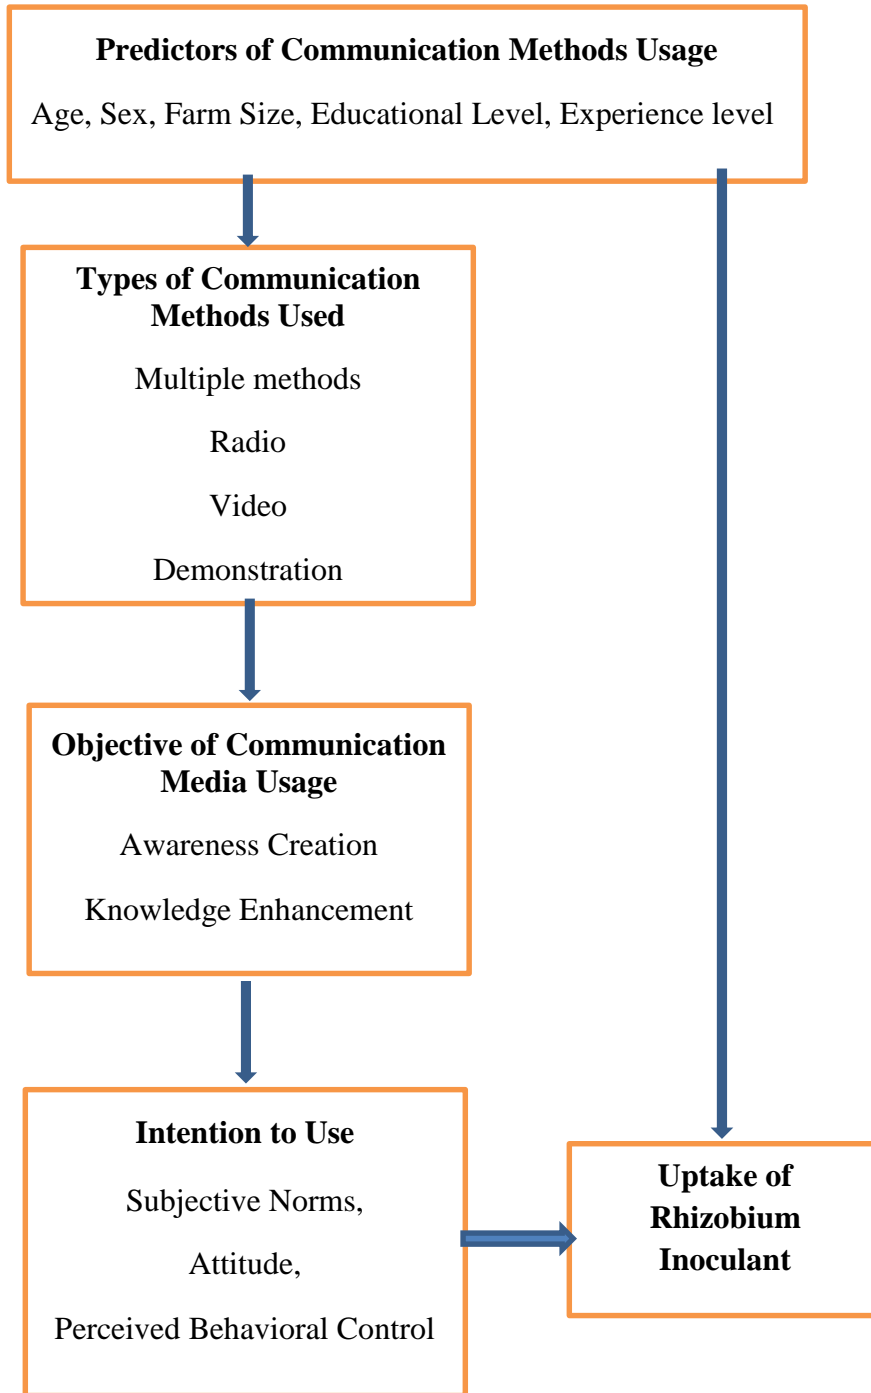 Predictors of Communication Methods Usage
Age, Sex, Farm Size, Educational Level, Experience level
Types of Communication
Methods Used
Multiple methods
Radio
Video
Demonstration
Objective of Communication
Media Usage
Awareness Creation
Knowledge Enhancement
Intention to Use
Subjective Norms,
Attitude,
Perceived Behavioral Control
Uptake of
Rhizobium
Inoculant